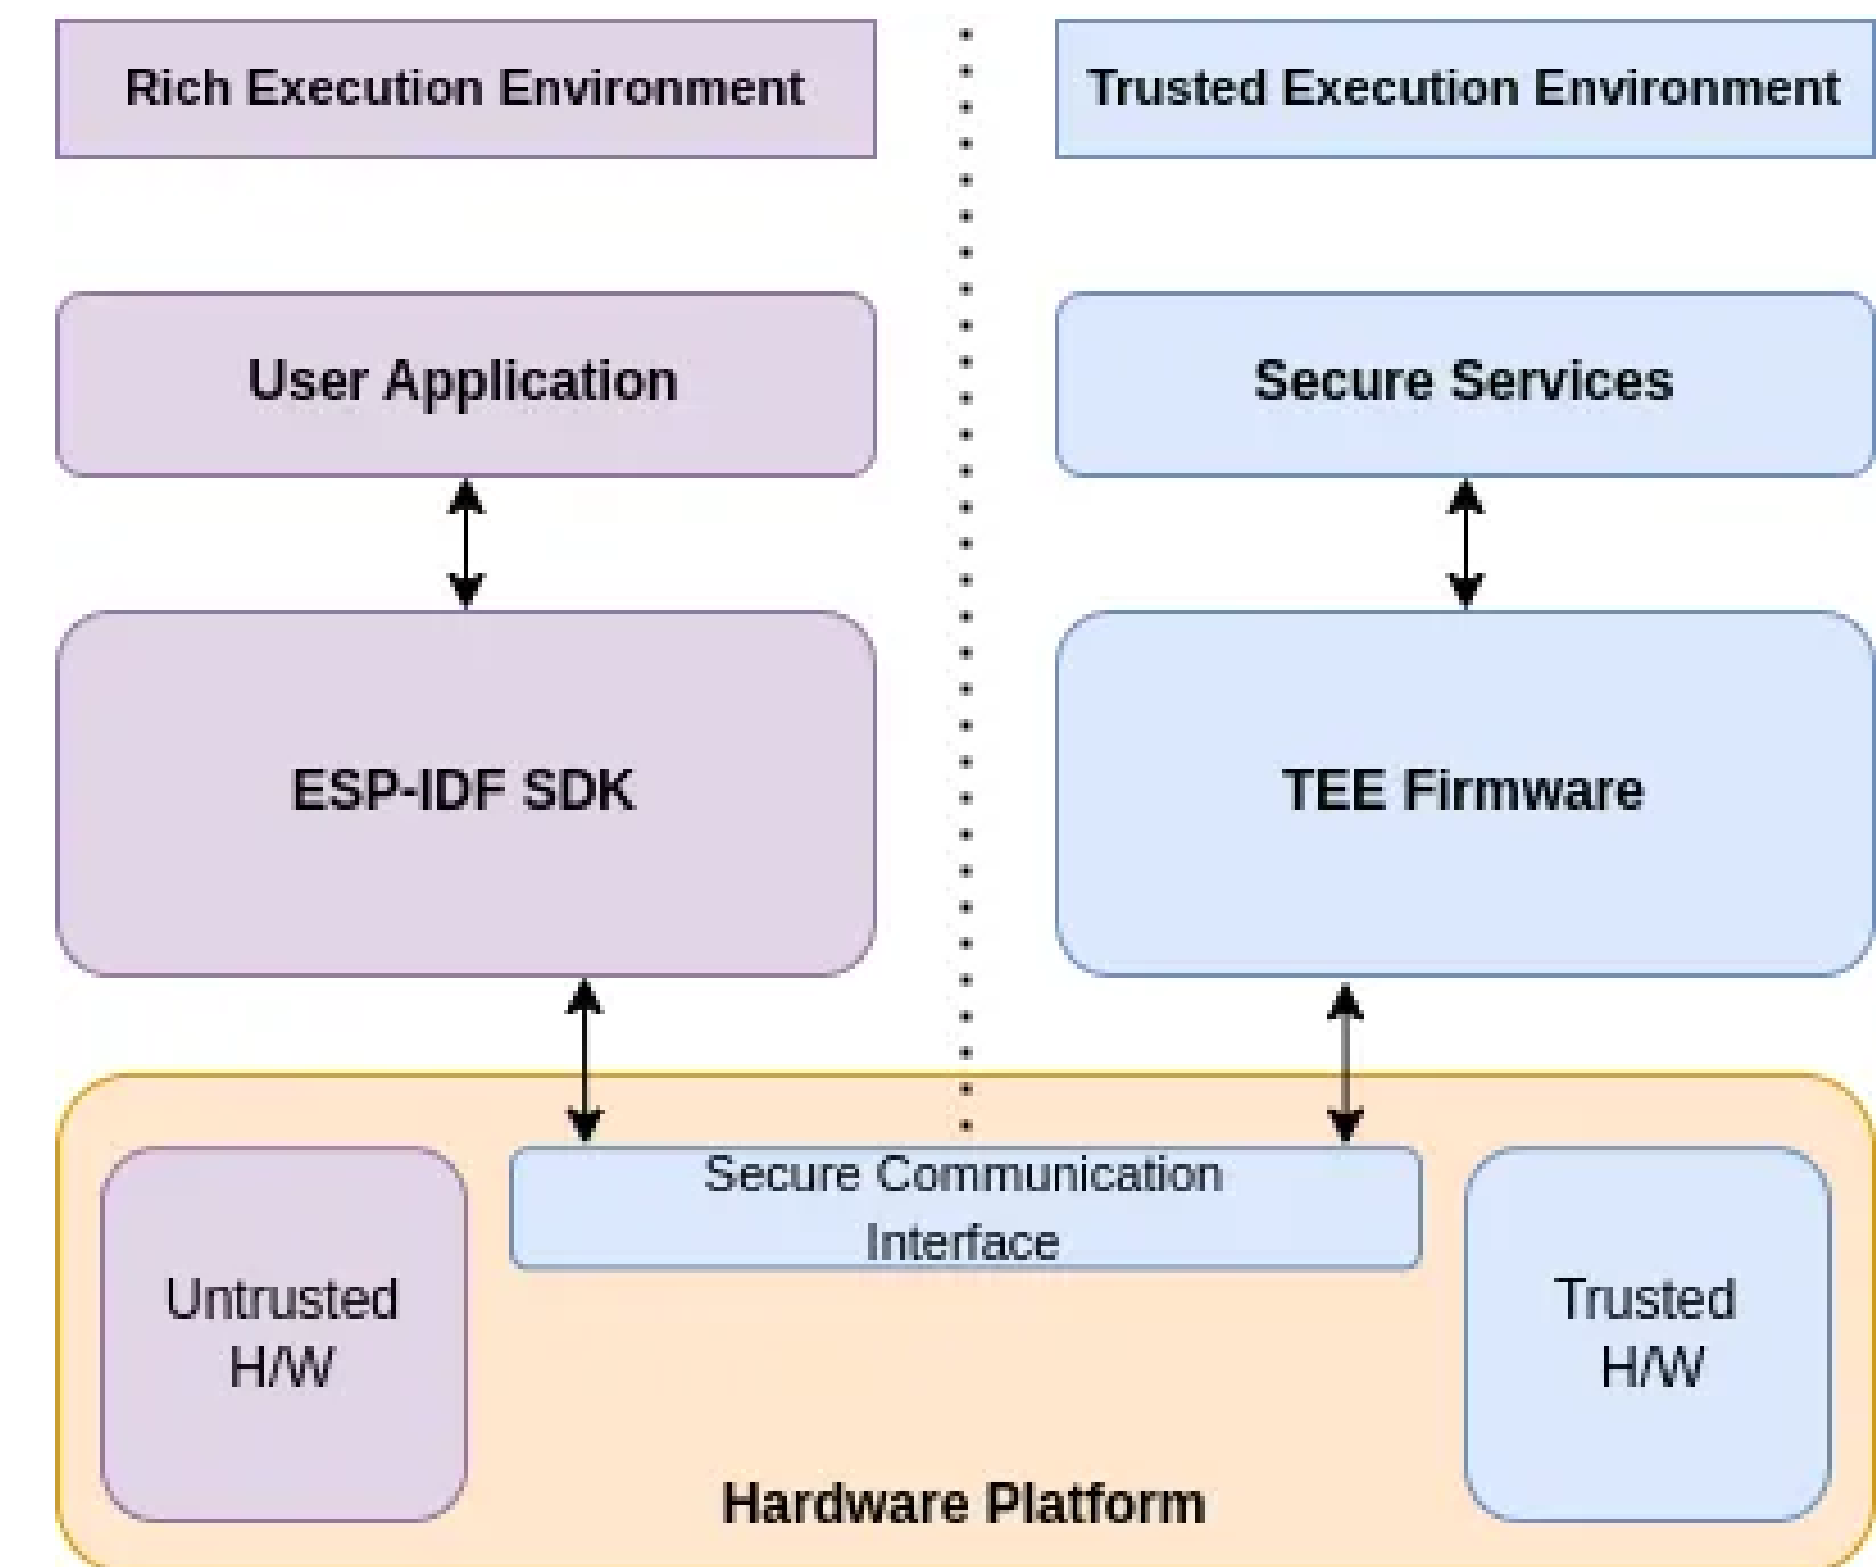 Rich Execution Environment
Trusted Execution Environment
User Application
Secure Services
ESP-IDF SDK
TEE Firmware
Secure Communication
Interface
Untrusted
H/W
Trusted
H/W
Hardware Platform